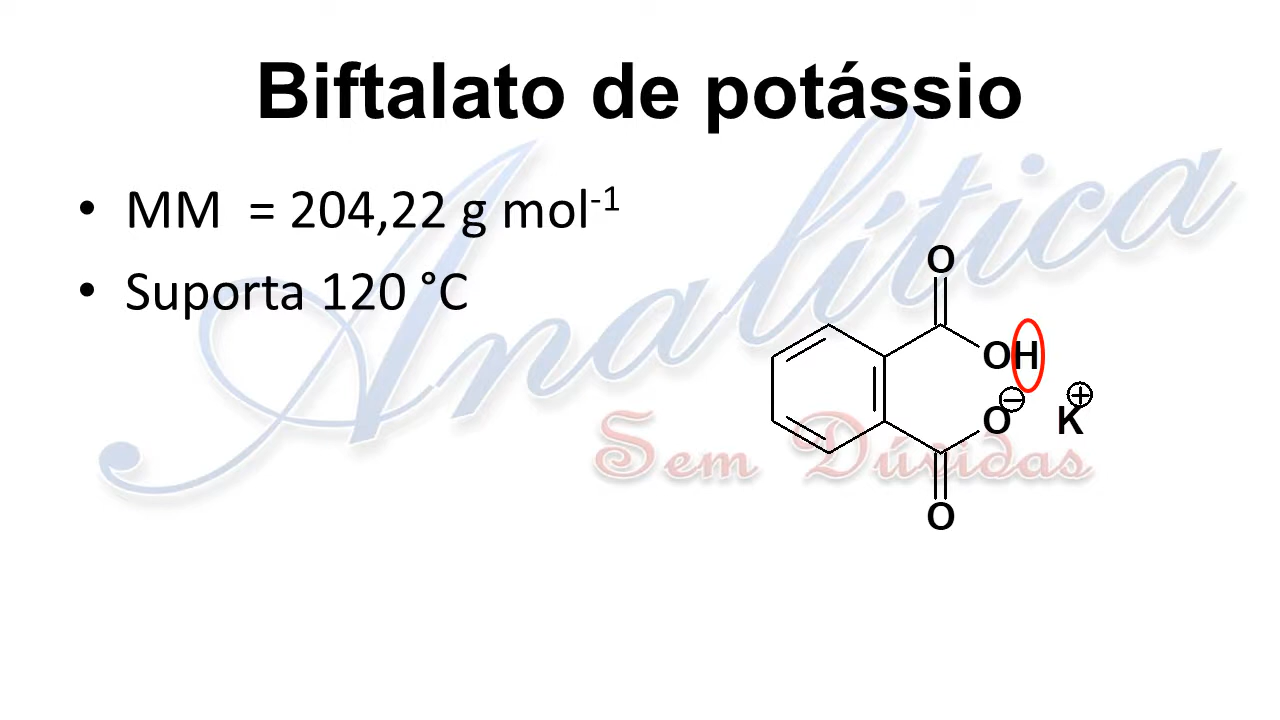 Biftalato de potássio
• MM  = 204,22 g mol-1
• Suporta 120 °C
Analítica
Sem Dúvidas
O
OH
O⊖ K⊕
O